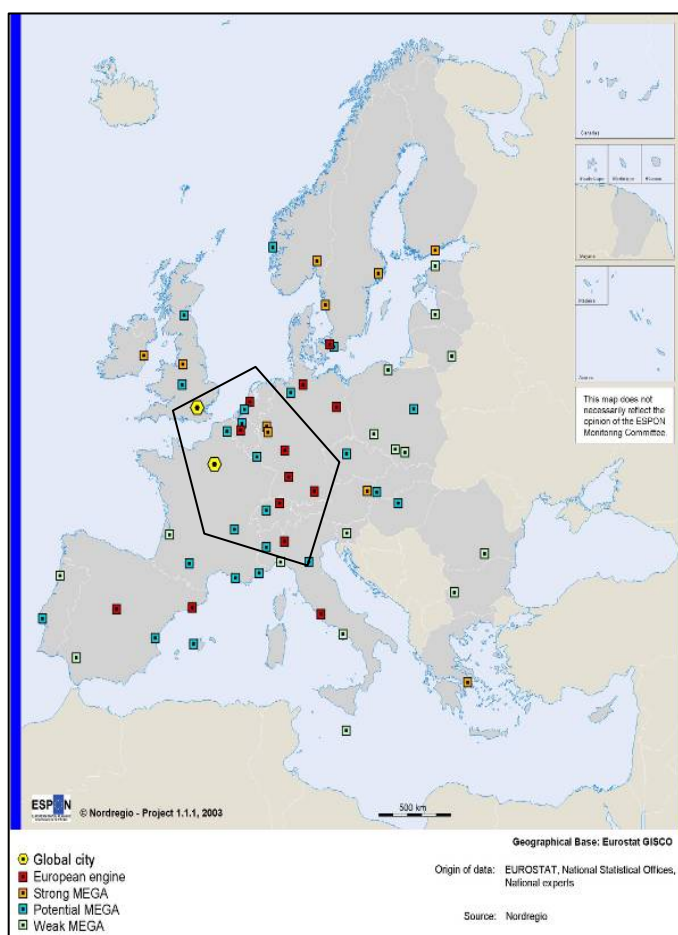 Canarias
Guadeloupe Martinique Réunion
Guyane
Madeira
Açores
This map does not
necessarily reflect the
opinion of the ESPON
Monitoring Committee.
500 km
ESPON
© Nordregio - Project 1.1.1, 2003
Geographical Base: Eurostat GISCO
Global city
European engine
Strong MEGA
Potential MEGA
Weak MEGA
Origin of data: EUROSTAT, National Statistical Offices,
National experts
Source: Nordregio